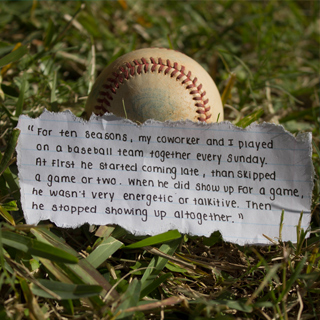 "For ten seasons, my coworker and I played
on a baseball team together every Sunday.
At first he started coming late, than skipped
a game or two. When he did show up for a game,
he wasn't very energetic or talkitive. Then
he stopped showing up altogether."